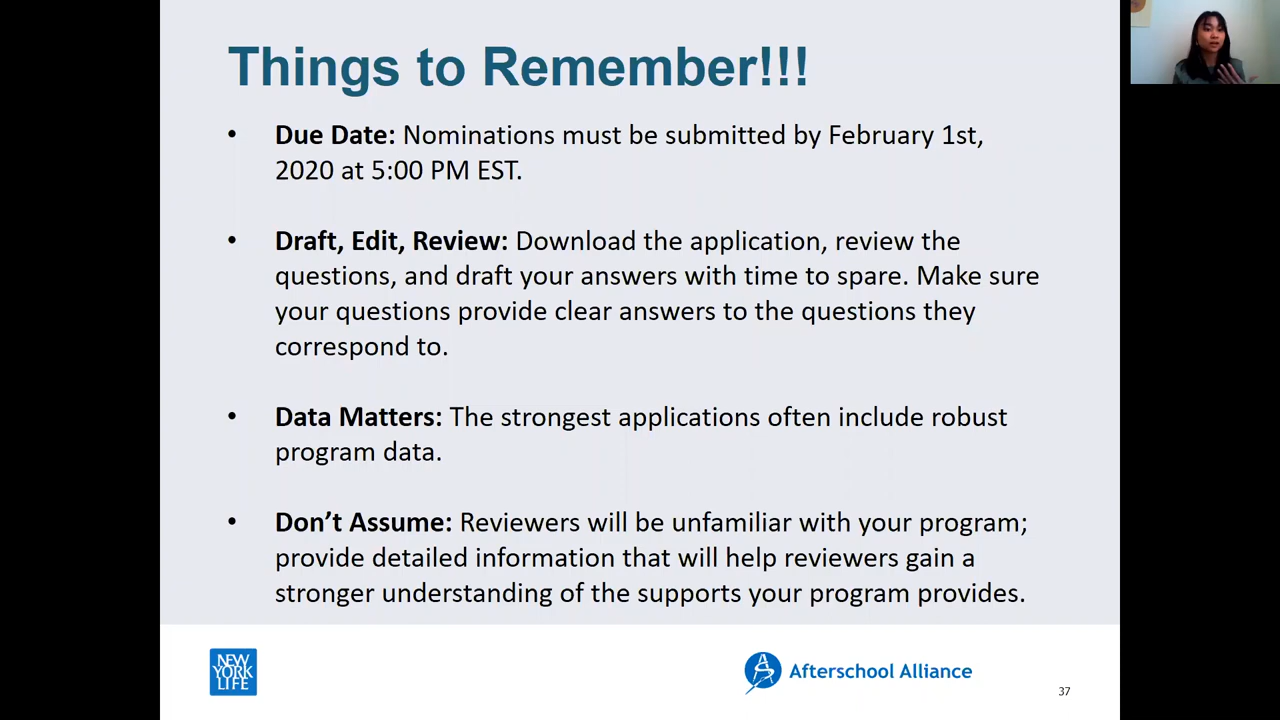 Things to Remember!!!
• Due Date: Nominations must be submitted by February 1st,
2020 at 5:00 PM EST.
• Draft, Edit, Review: Download the application, review the
questions, and draft your answers with time to spare. Make sure
your questions provide clear answers to the questions they
correspond to.
• Data Matters: The strongest applications often include robust
program data.
• Don’t Assume: Reviewers will be unfamiliar with your program;
provide detailed information that will help reviewers gain a
stronger understanding of the supports your program provides.
NEW
YORK
LIFE
Afterschool Alliance
37